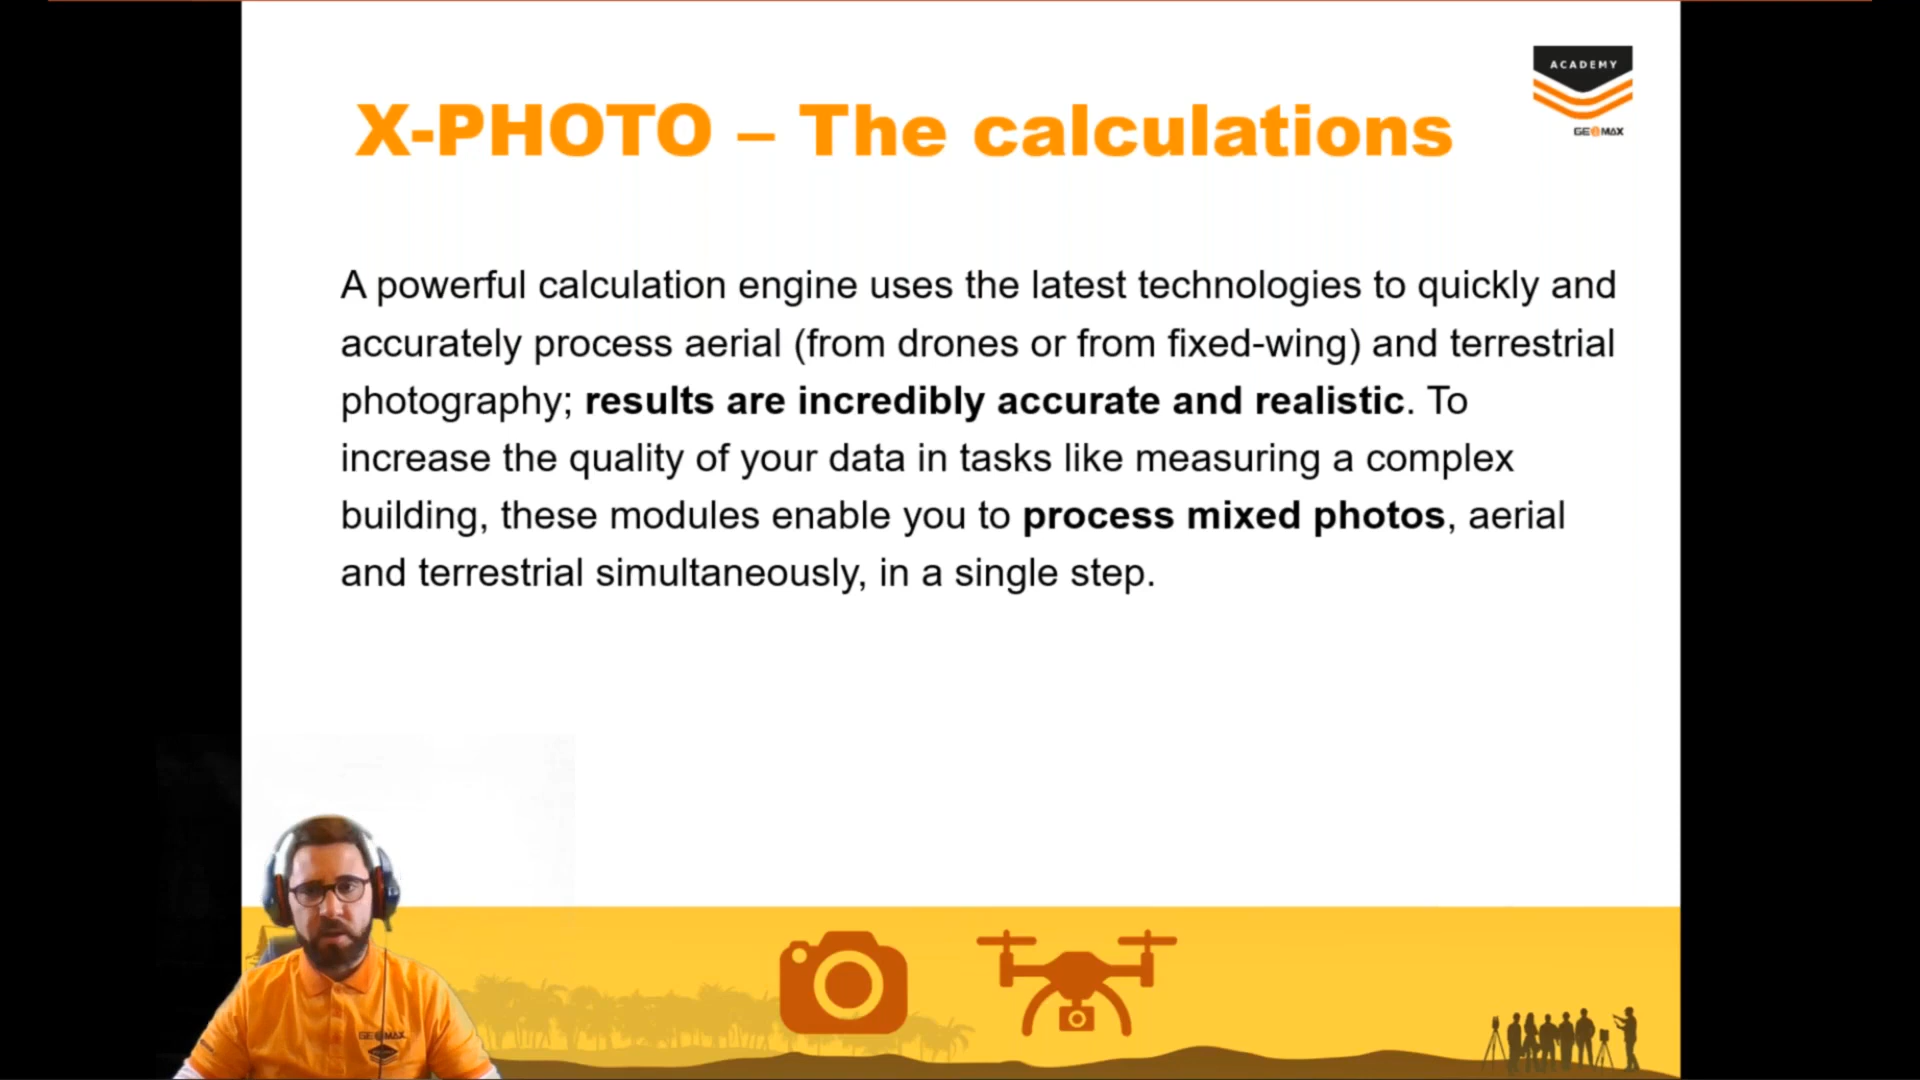 ACADEMY
GEOMAX
X-PHOTO – The calculations
A powerful calculation engine uses the latest technologies to quickly and
accurately process aerial (from drones or from fixed-wing) and terrestrial
photography; results are incredibly accurate and realistic. To
increase the quality of your data in tasks like measuring a complex
building, these modules enable you to process mixed photos, aerial
and terrestrial simultaneously, in a single step.
GEOMAX